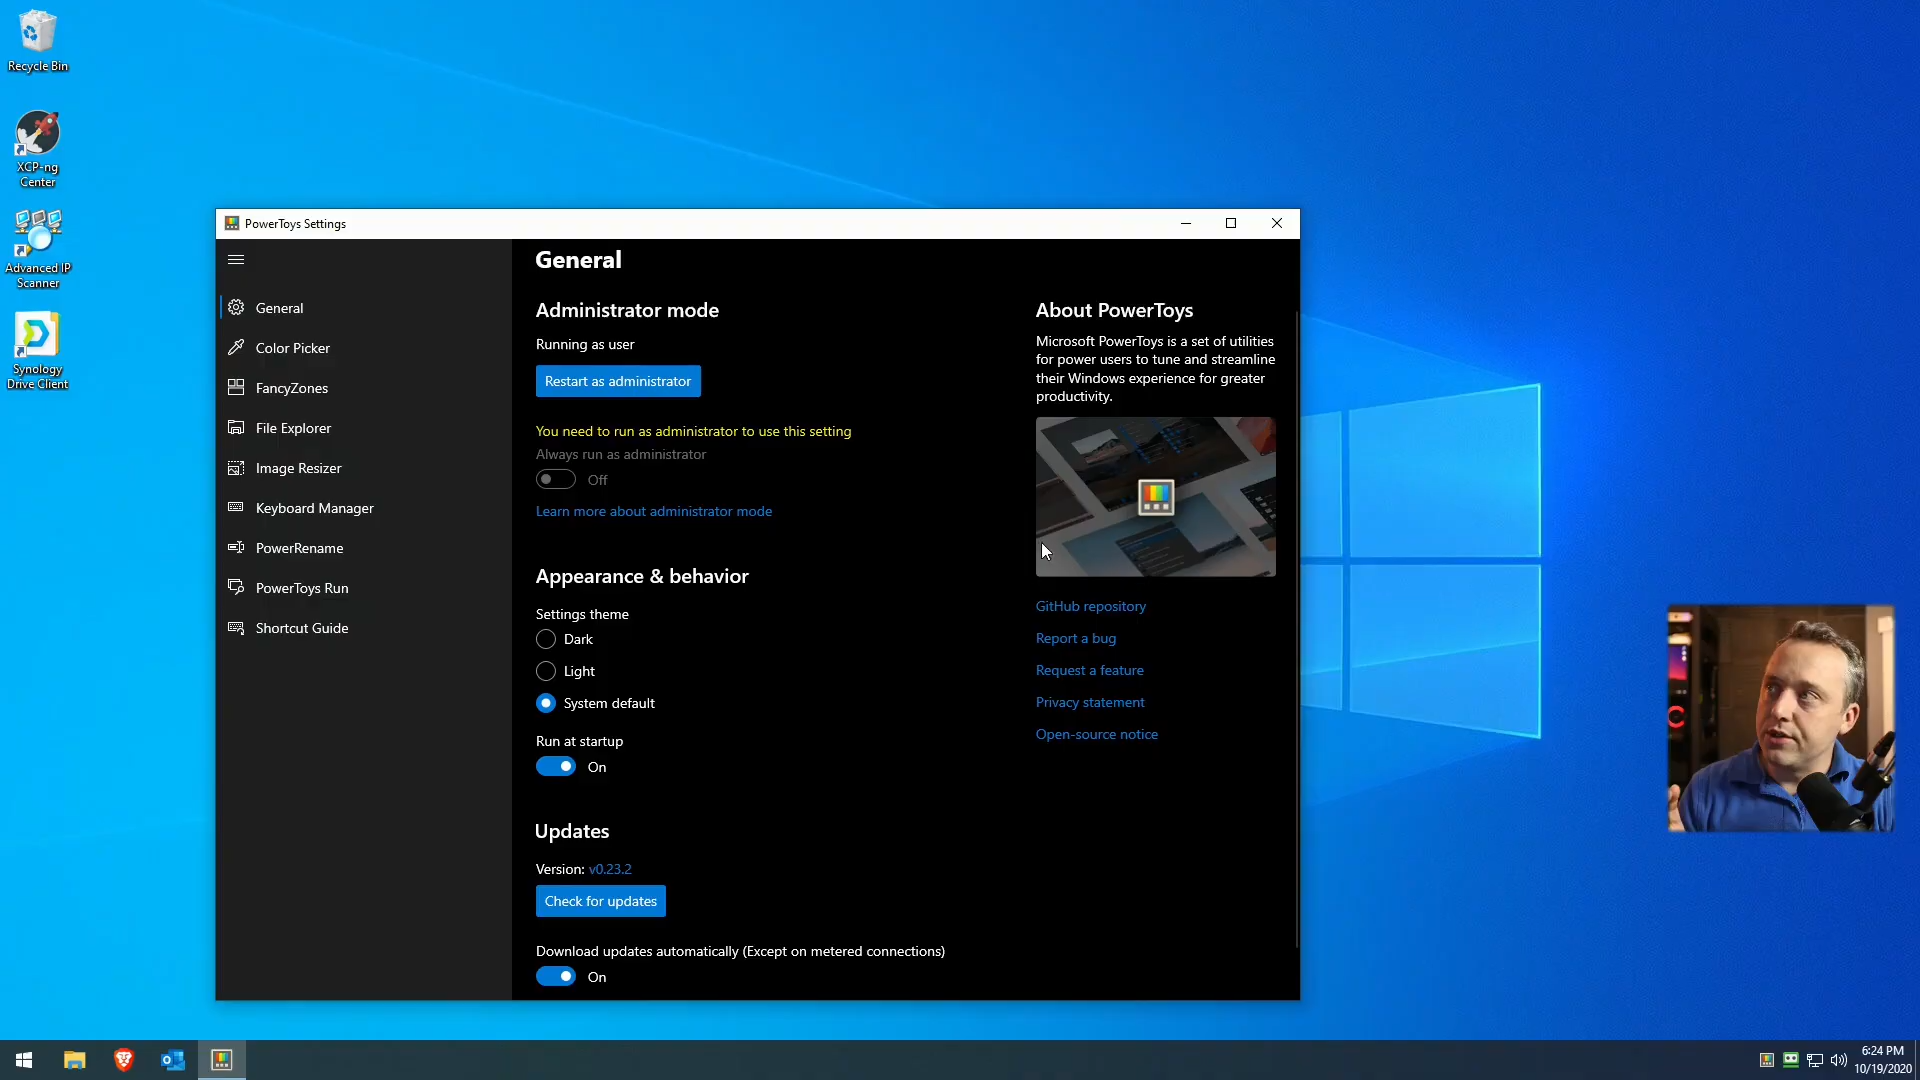 Recycle Bin
XCP-ng
Center
Advanced IP
Scanner
Synology
Drive Client
PowerToys Settings
General
Color Picker
FancyZones
File Explorer
Image Resizer
Keyboard Manager
PowerRename
PowerToys Run
Shortcut Guide
General
Administrator mode
Running as user
Restart as administrator
You need to run as administrator to use this setting
Always run as administrator
Off
Learn more about administrator mode
Appearance & behavior
Settings theme
Dark
Light
System default
Run at startup
On
Updates
Version: v0.23.2
Check for updates
Download updates automatically (Except on metered connections)
On
About PowerToys
Microsoft PowerToys is a set of utilities
for power users to tune and streamline
their Windows experience for greater
productivity.
GitHub repository
Report a bug
Request a feature
Privacy statement
Open-source notice
6:24 PM
10/19/2020